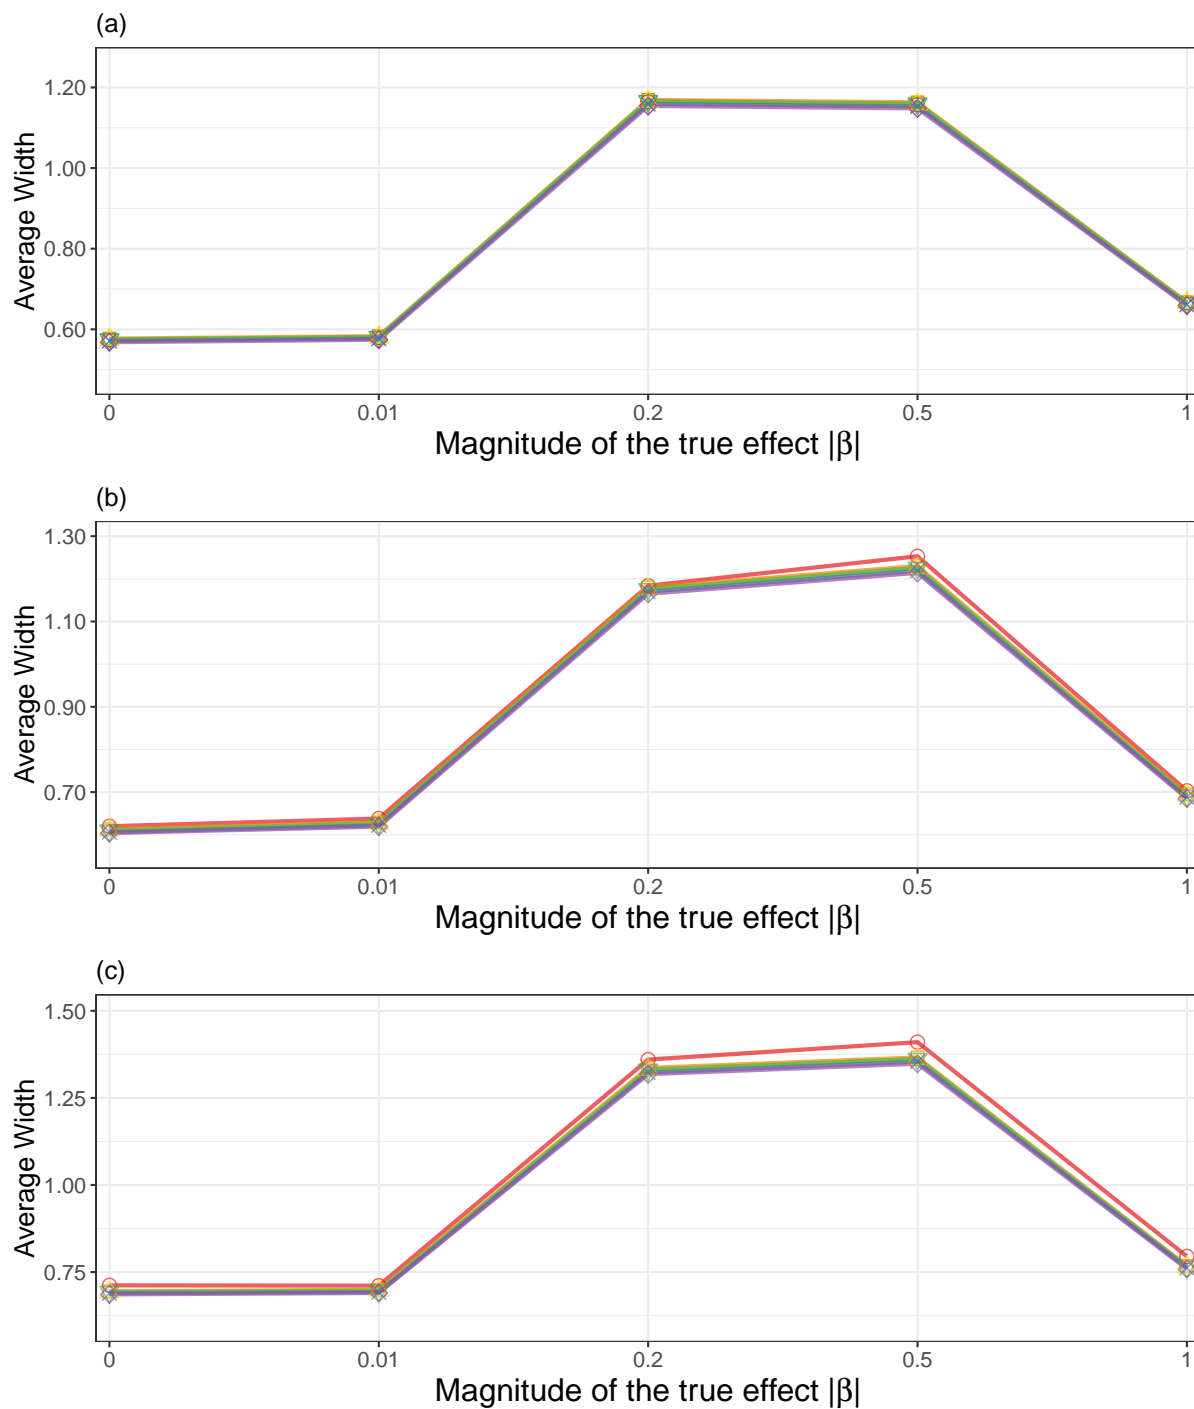 (a)
Average Width
1.20
1.00
0.80
0.60
0 0.01 0.2 0.5 1
Magnitude of the true effect |β|
(b)
Average Width
1.30
1.10
0.90
0.70
0 0.01 0.2 0.5 1
Magnitude of the true effect |β|
(c)
Average Width
1.50
1.25
1.00
0.75
0 0.01 0.2 0.5 1
Magnitude of the true effect |β|